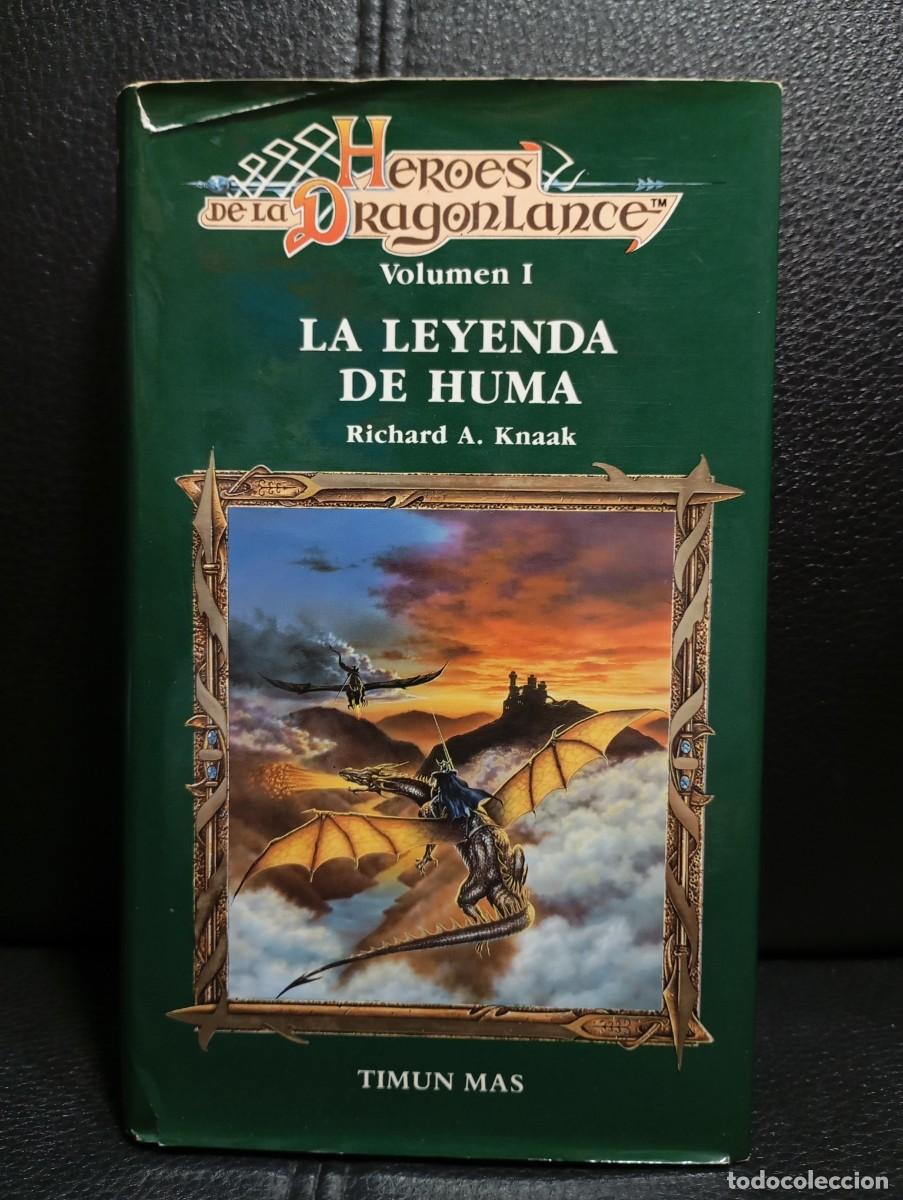 HEROES
DE LA DRAGONLANCE™
Volumen I
LA LEYENDA
DE HUMA
Richard A. Knaak
TIMUN MAS
todocoleccion